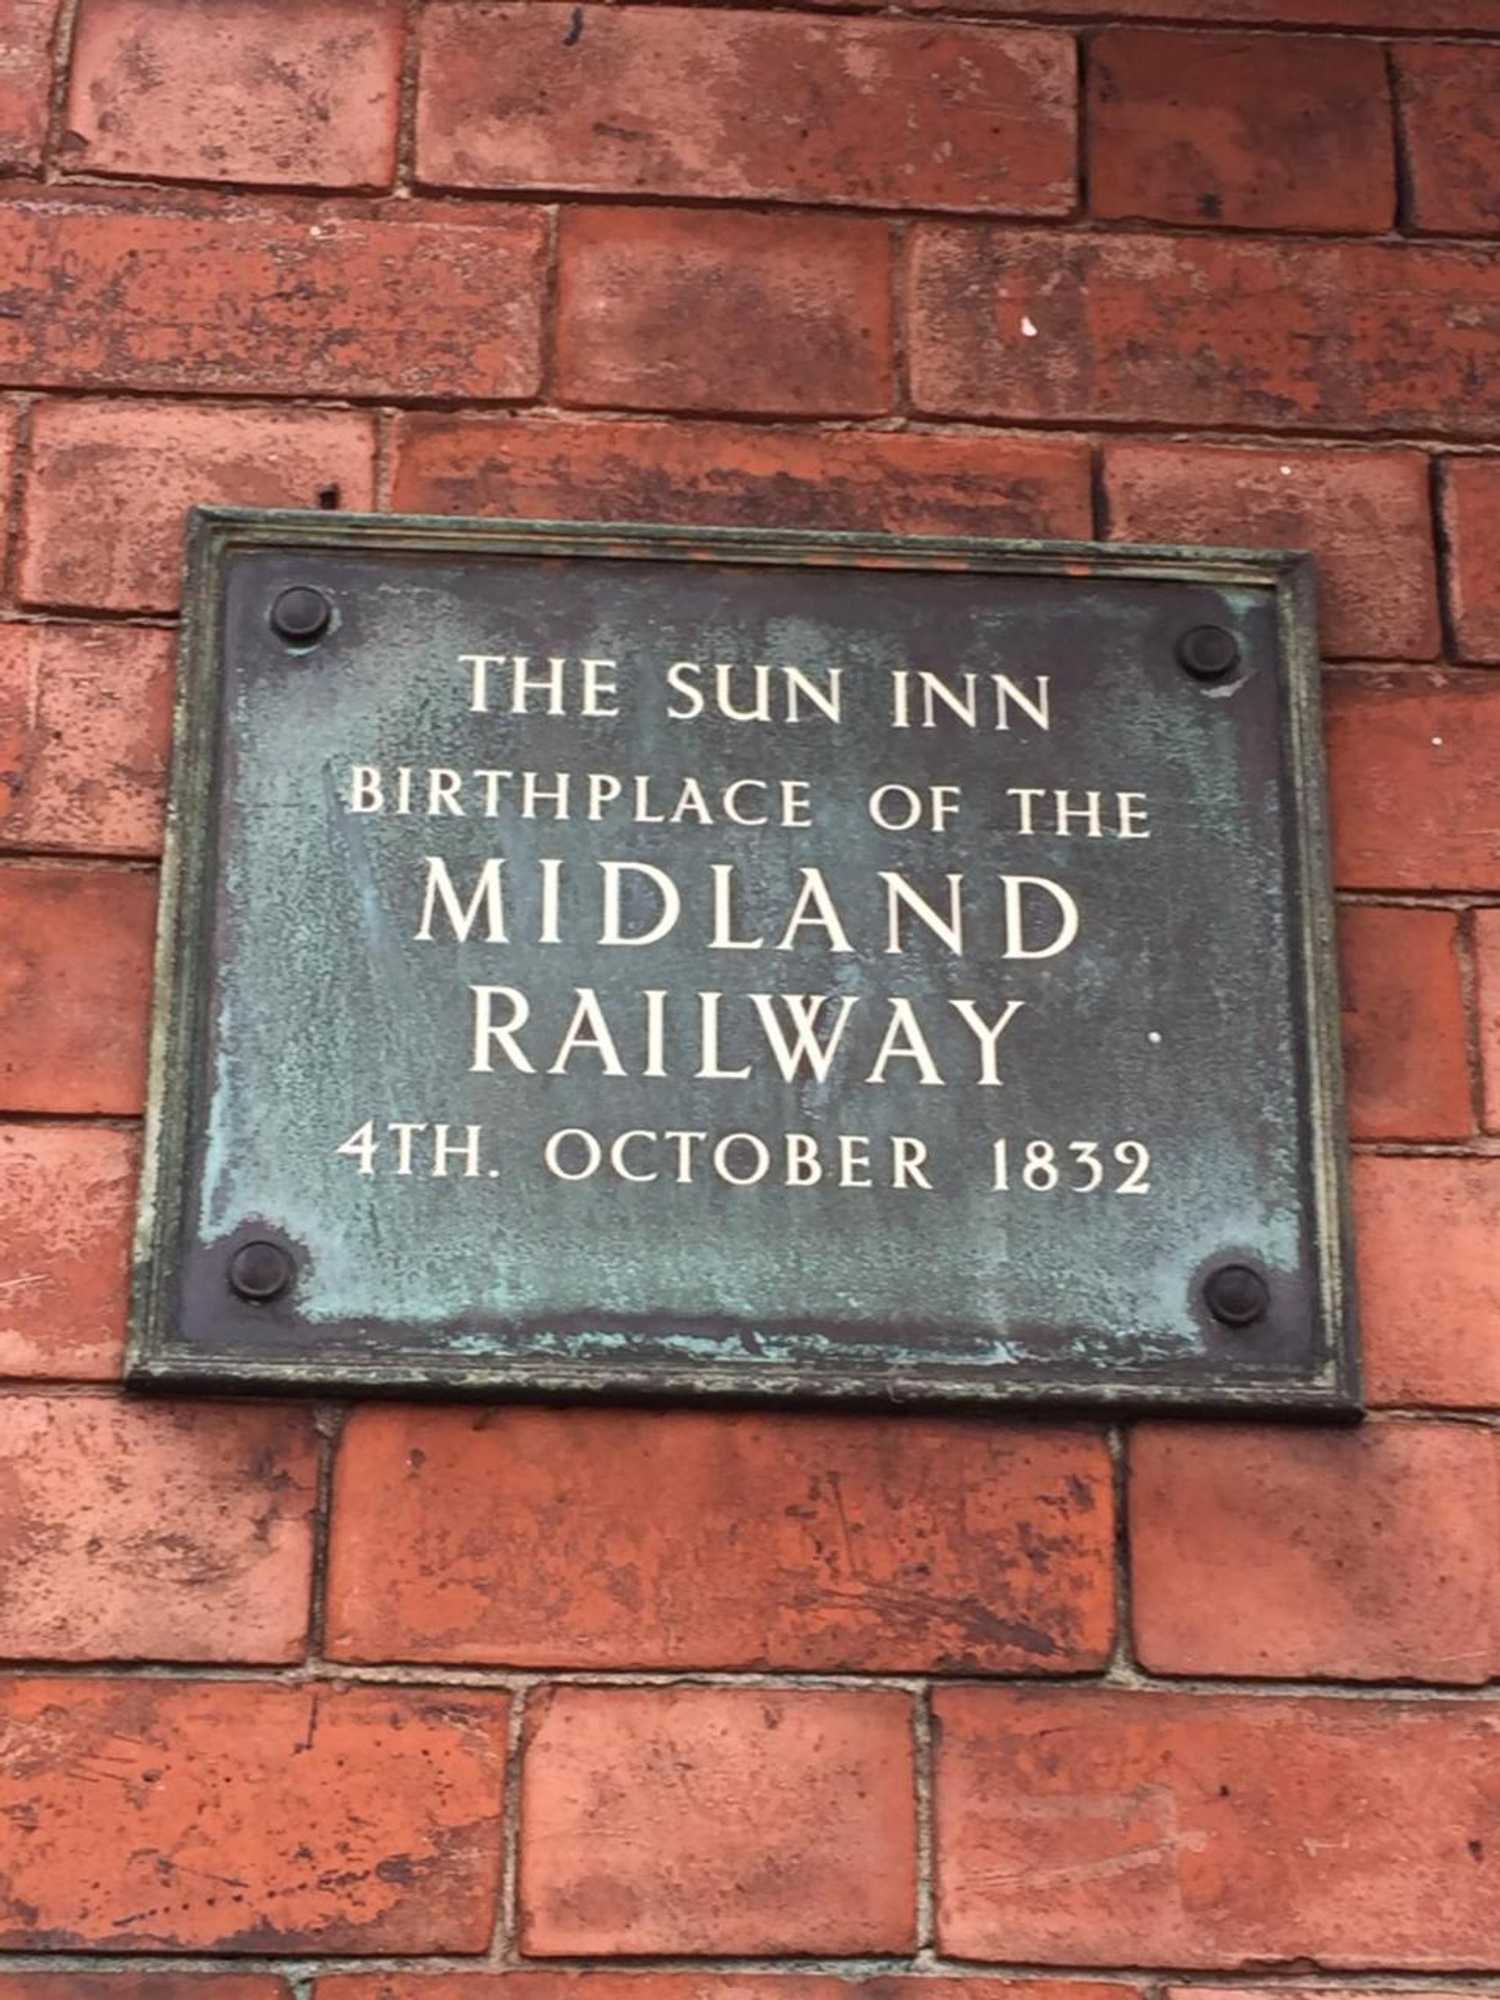 THE SUN INN
BIRTHPLACE OF THE
MIDLAND
RAILWAY
4TH. OCTOBER 1832